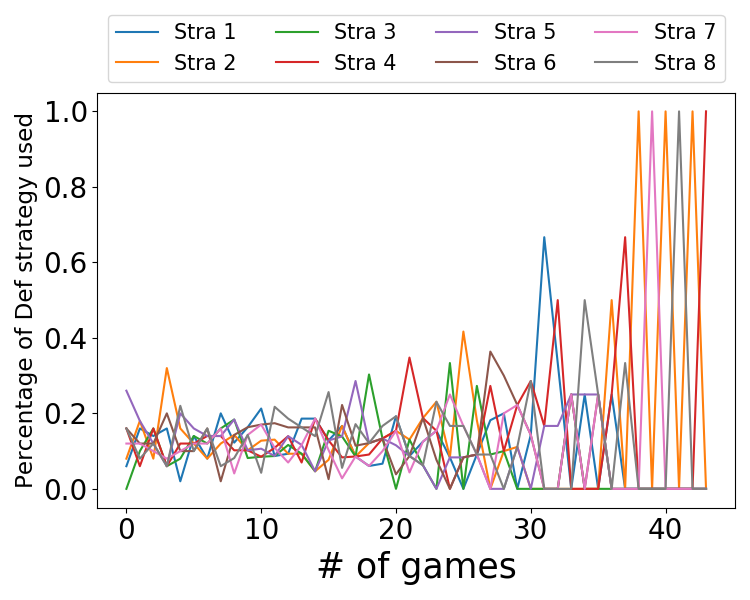 Stra 1 Stra 3 Stra 5 Stra 7
Stra 2 Stra 4 Stra 6 Stra 8
Percentage of Def strategy used
1.0
0.8
0.6
0.4
0.2
0.0
0 10 20 30 40
# of games